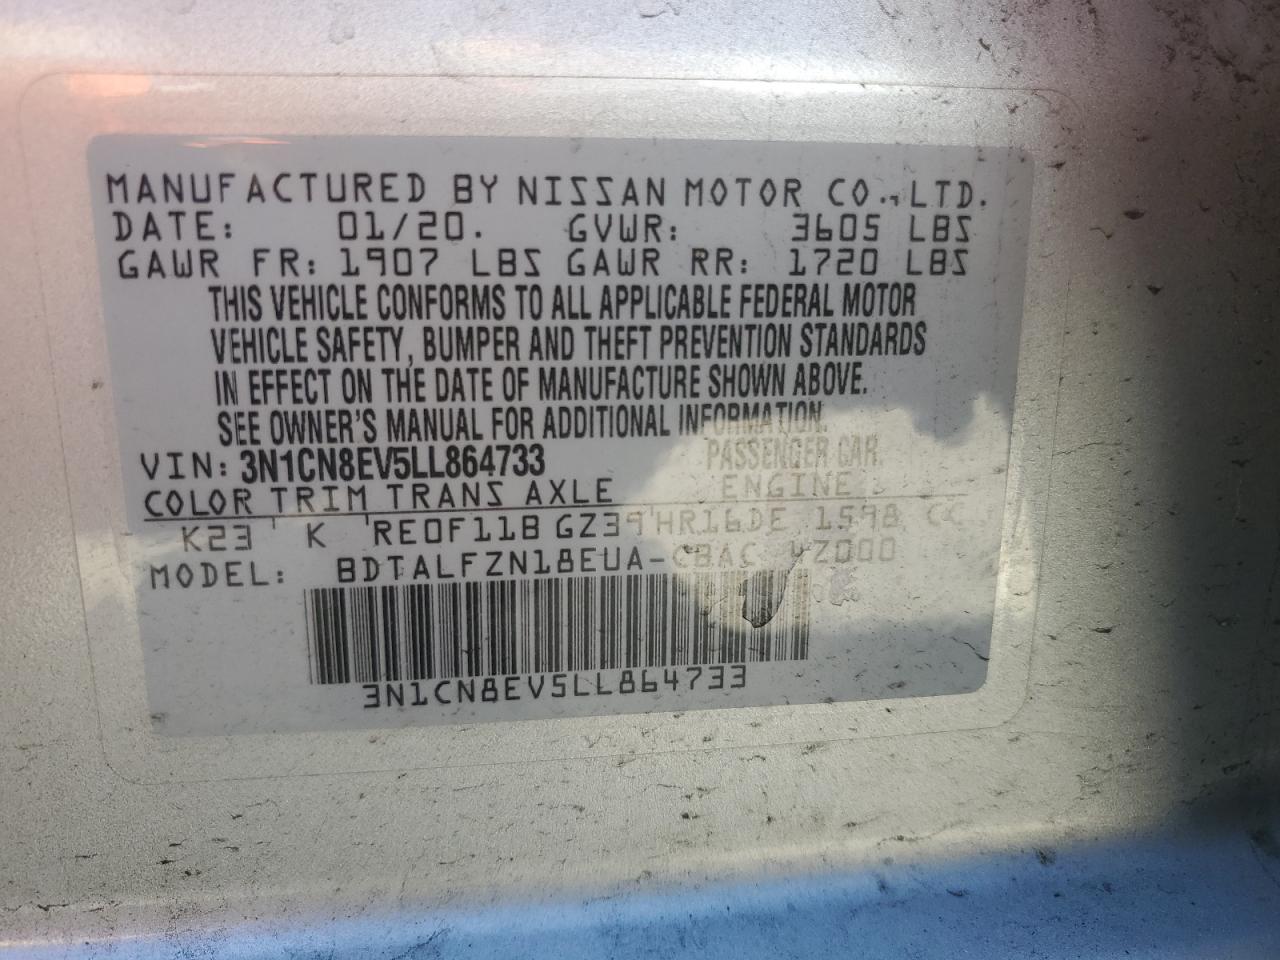 MANUFACTURED BY NISSAN MOTOR CO., LTD.
DATE: 01/20. GVWR: 3605 LBS
GAWR FR: 1907 LBS GAWR RR: 1720 LBS
THIS VEHICLE CONFORMS TO ALL APPLICABLE FEDERAL MOTOR
VEHICLE SAFETY, BUMPER AND THEFT PREVENTION STANDARDS
IN EFFECT ON THE DATE OF MANUFACTURE SHOWN ABOVE.
SEE OWNER'S MANUAL FOR ADDITIONAL INFORMATION.
VIN: 3N1CN8EV5LL864733 PASSENGER CAR.
COLOR TRIM TRANS AXLE ENGINE
K23 K RE0F11B GZ39 HR16DE 1598 CC
MODEL: BDTALFZN18EUA-CBAC YZ000
3N1CN8EV5LL864733